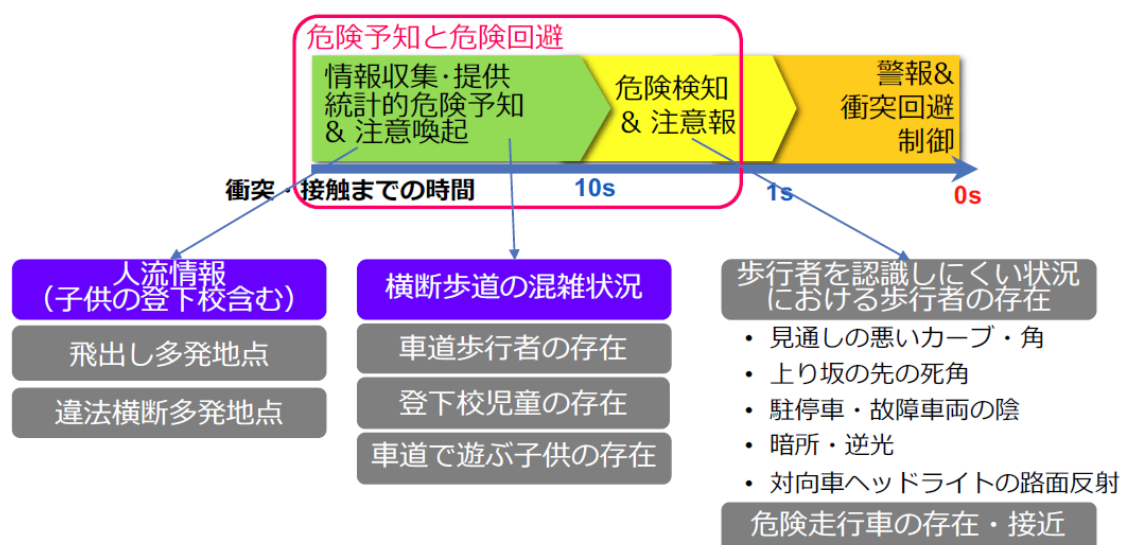 危険予知と危険回避
情報収集･提供
統計的危険予知
& 注意喚起
危険検知
& 注意報
警報&
衝突回避
制御
衝突・接触までの時間
10s
1s
0s
人流情報
（子供の登下校含む）
飛出し多発地点
違法横断多発地点
横断歩道の混雑状況
車道歩行者の存在
登下校児童の存在
車道で遊ぶ子供の存在
歩行者を認識しにくい状況
における歩行者の存在
• 見通しの悪いカーブ・角
• 上り坂の先の死角
• 駐停車・故障車両の陰
• 暗所・逆光
• 対向車ヘッドライトの路面反射
危険走行車の存在・接近